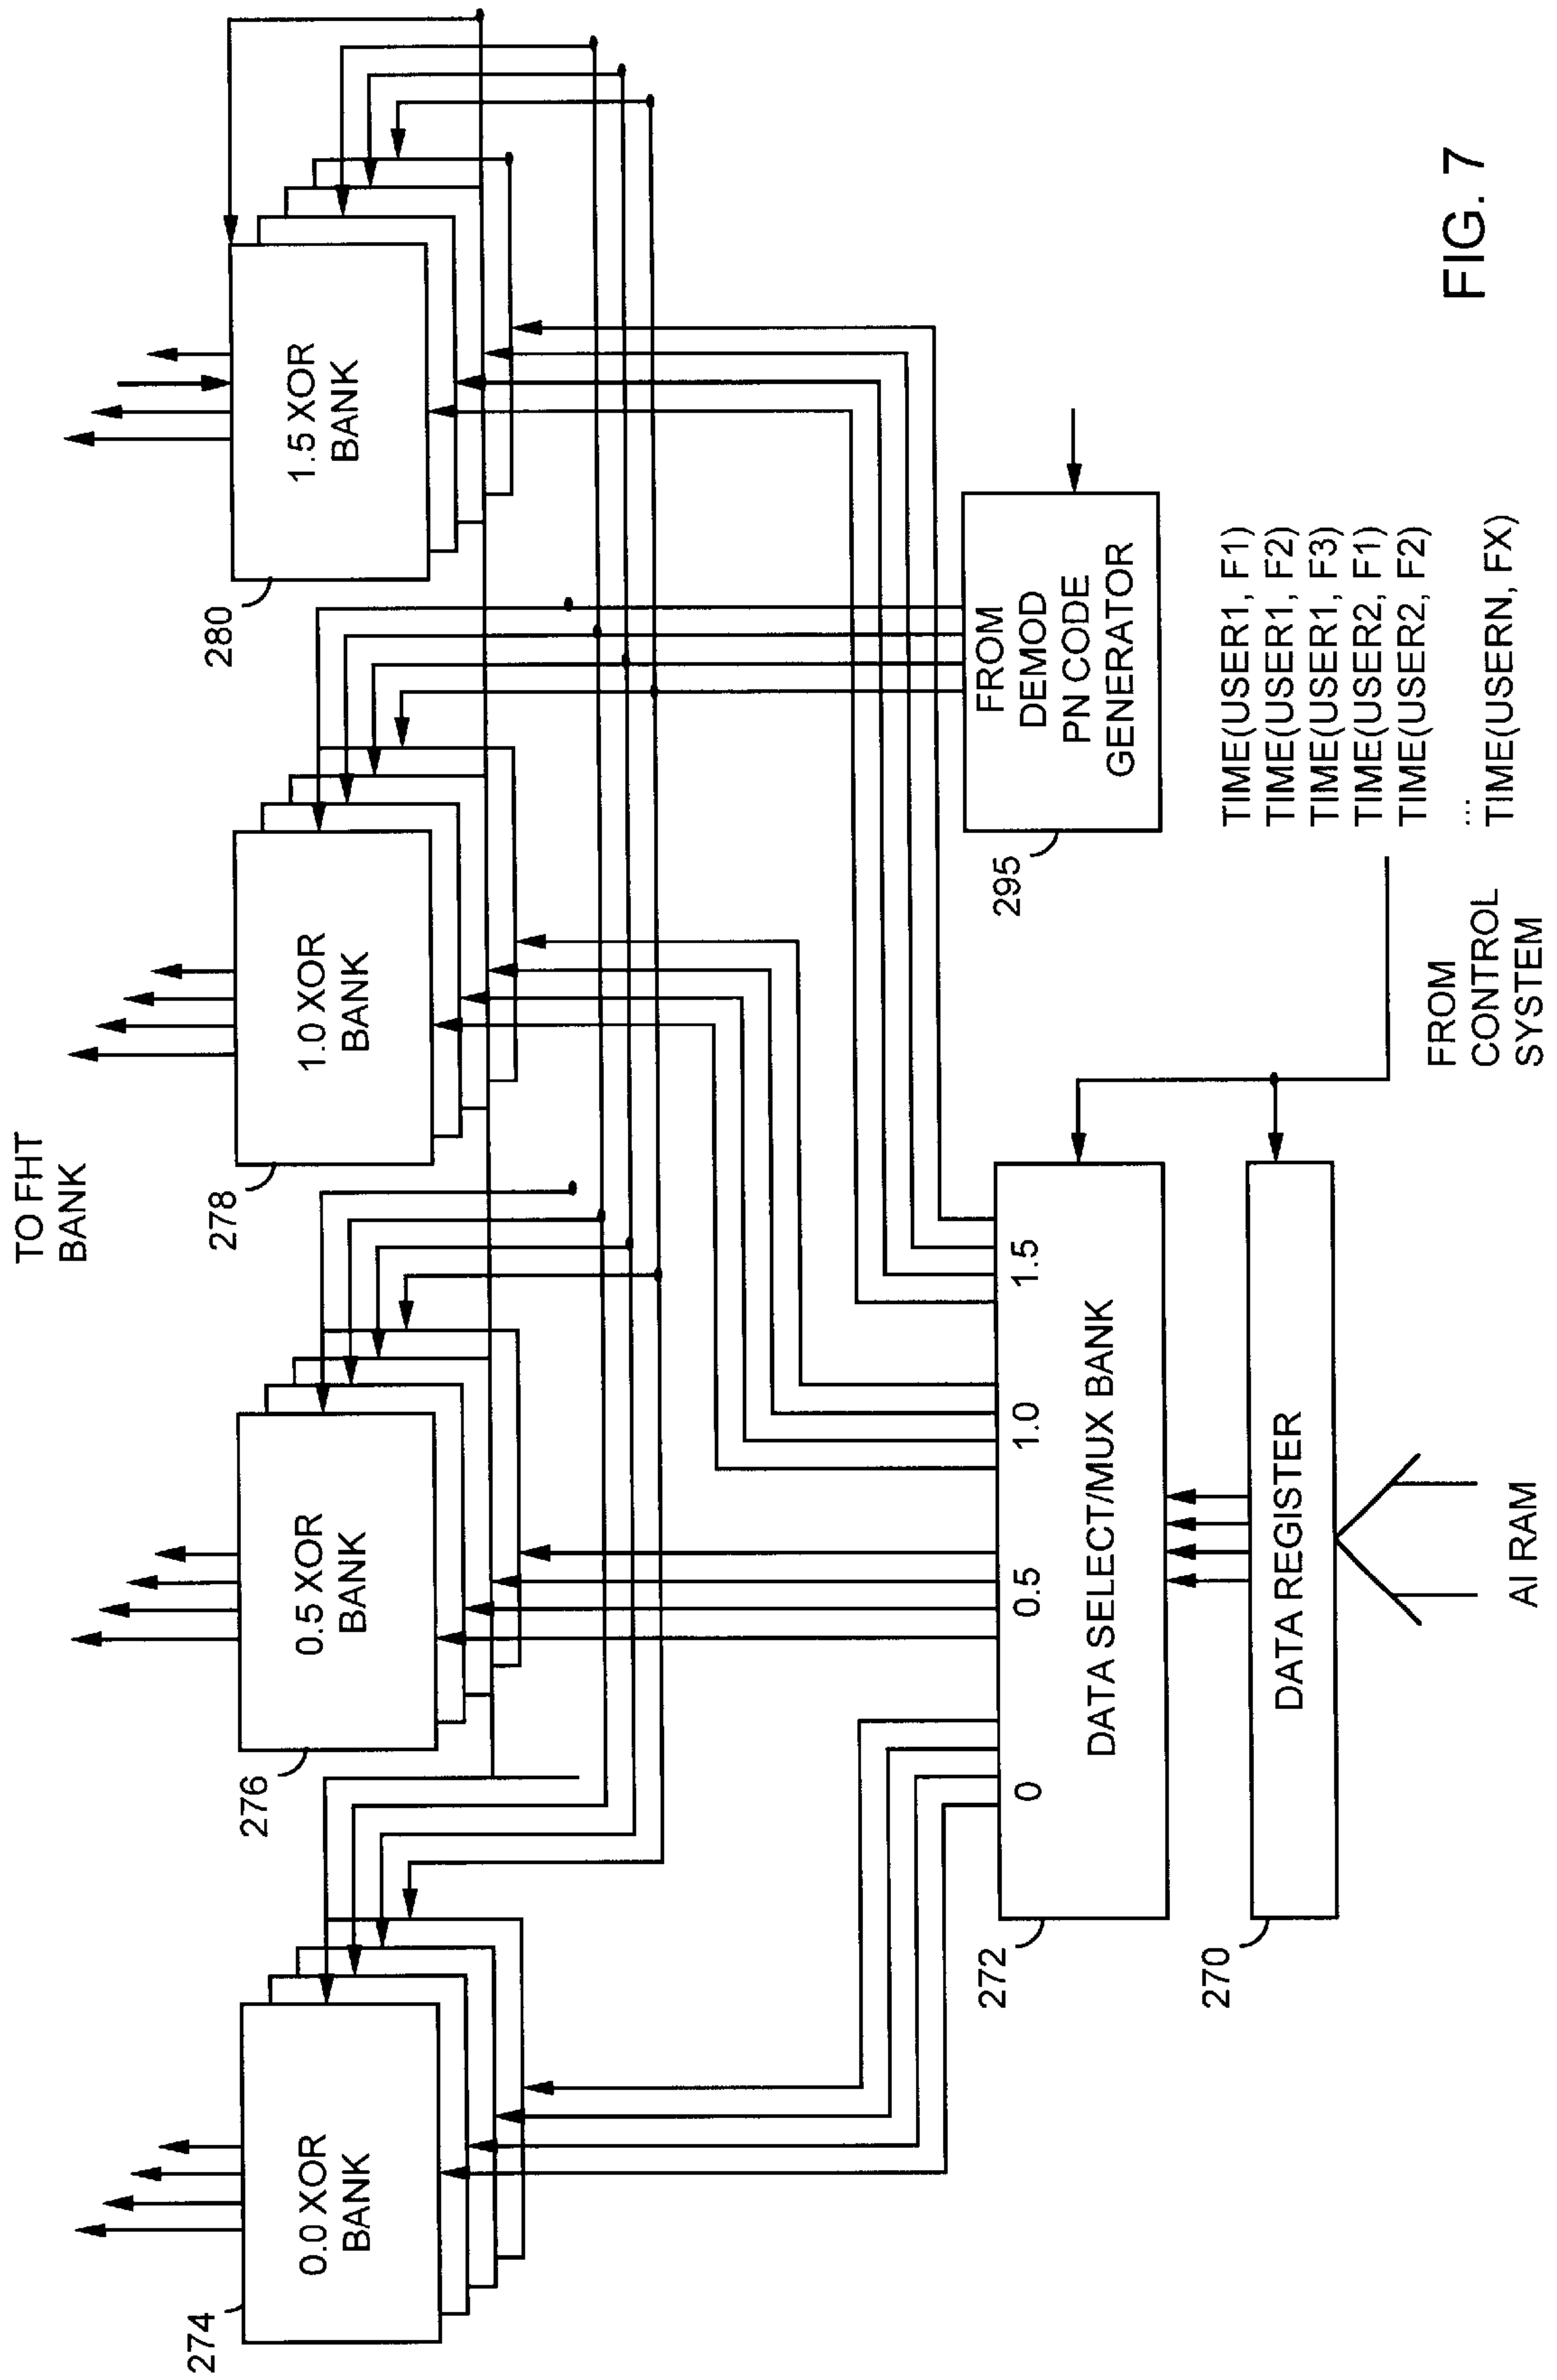 TO FHT
BANK
274
0.0 XOR
BANK
276
0.5 XOR
BANK
278
1.0 XOR
BANK
280
1.5 XOR
BANK
272
0
0.5
1.0
1.5
DATA SELECT/MUX BANK
270
DATA REGISTER
AI RAM
295
FROM
DEMOD
PN CODE
GENERATOR
FROM
CONTROL
SYSTEM
TIME(USER1, F1)
TIME(USER1, F2)
TIME(USER1, F3)
TIME(USER2, F1)
TIME(USER2, F2)
...
TIME(USERN, FX)
FIG. 7